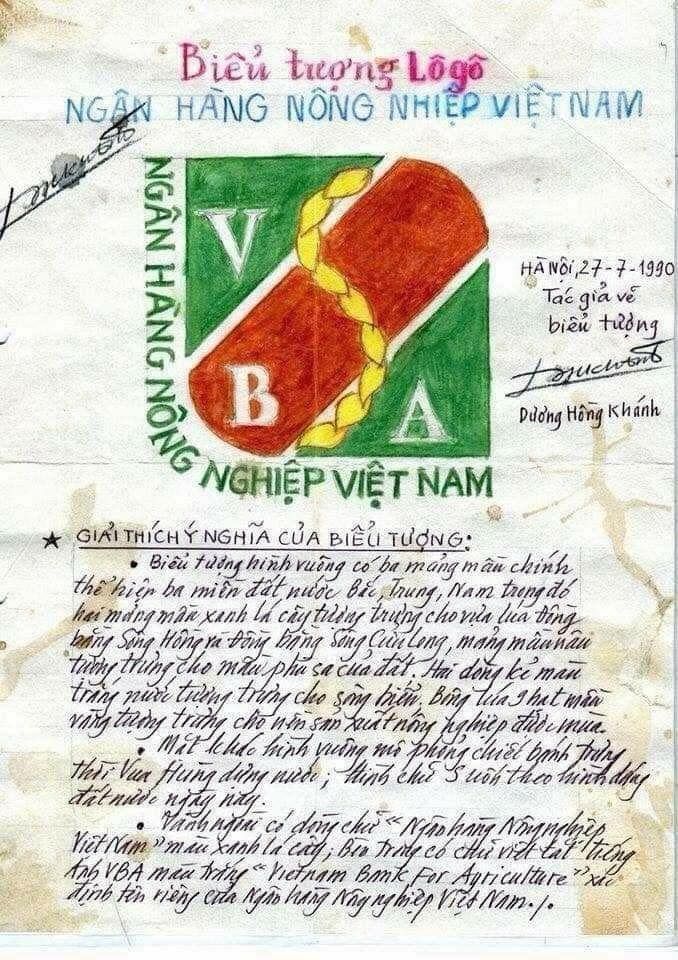 Biểu tượng Lôgô
NGÂN HÀNG NÔNG NHIỆP VIỆT NAM
NGÂN HÀNG NÔNG NGHIỆP VIỆT NAM
V
B
A
HÀ NỘI, 27-7-1990
Tác giả vẽ
biểu tượng
Dương Hồng Khánh
★ GIẢI THÍCH Ý NGHĨA CỦA BIỂU TƯỢNG:
• Biểu tượng hình vuông có ba mảng màu chính
thể hiện ba miền đất nước Bắc, Trung, Nam trong đó
hai mảng màu xanh lá cây tượng trưng cho vựa lúa Đồng
bằng Sông Hồng và Đồng Bằng Sông Cửu Long, mảng màu nâu
tượng trưng cho màu phù sa của đất. Hai dòng kẻ màu
trắng nước tượng trưng cho sông biển, Bông lúa 9 hạt màu
vàng tượng trưng cho nền sản xuất nông nghiệp được mùa.
• Mặt khác hình vuông mô phỏng chiếc bánh trưng
thời Vua Hùng dựng nước; Hình chữ S uốn theo hình dáng
đất nước ngày nay.
• Vành ngoài có dòng chữ "Ngân hàng Nông nghiệp
Việt Nam" màu xanh lá cây; Bên trong có chữ viết tắt tiếng
Anh VBA màu trắng "Vietnam Bank For Agriculture" xác
định tên riêng của Ngân hàng Nông nghiệp Việt Nam./.